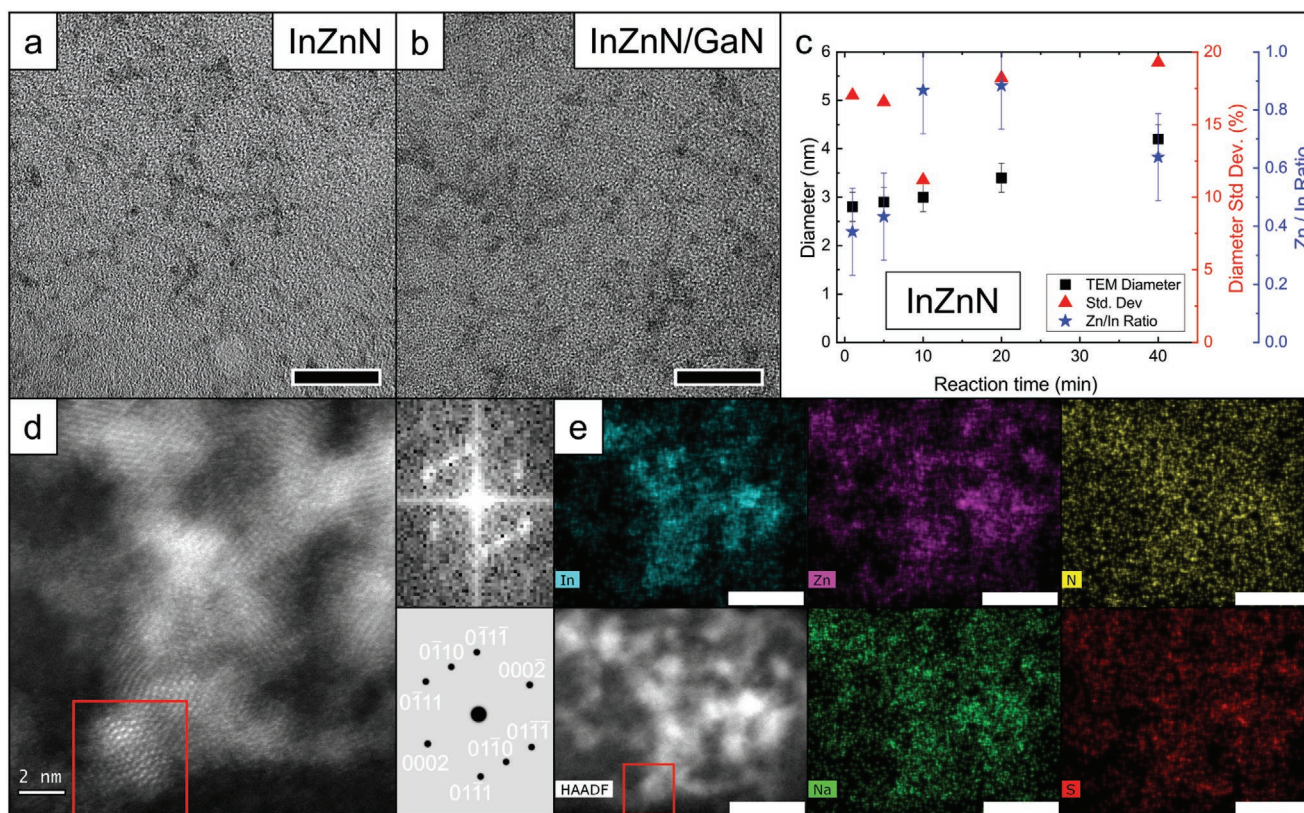 a
InZnN
b
InZnN/GaN
c
6
5
4
3
2
1
0
Diameter (nm)
20
15
10
5
0
Diameter Std Dev. (%)
1.0
0.8
0.6
0.4
0.2
0.0
Zn / In Ratio
InZnN
TEM Diameter
Std. Dev
Zn/In Ratio
0 10 20 30 40
Reaction time (min)
d
2 nm
01̄11̄
01̄10
0002̄
01̄11
011̄1̄
0002
011̄0
011̄1
e
In
Zn
N
HAADF
Na
S